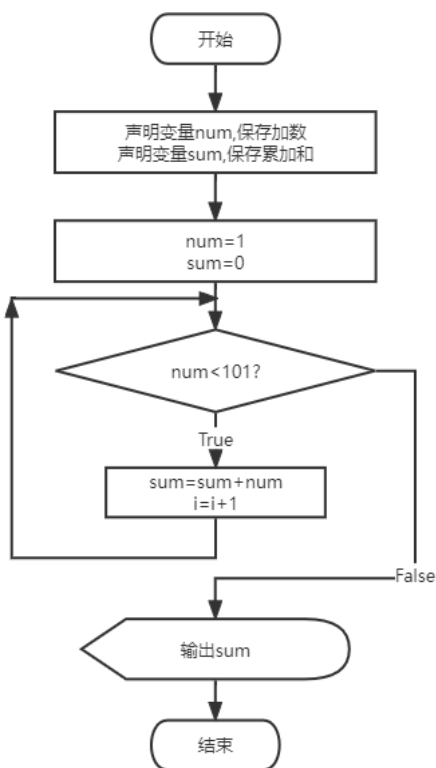 开始
声明变量num,保存加数
声明变量sum,保存累加和
num=1
sum=0
num<101?
True
sum=sum+num
i=i+1
False
输出sum
结束